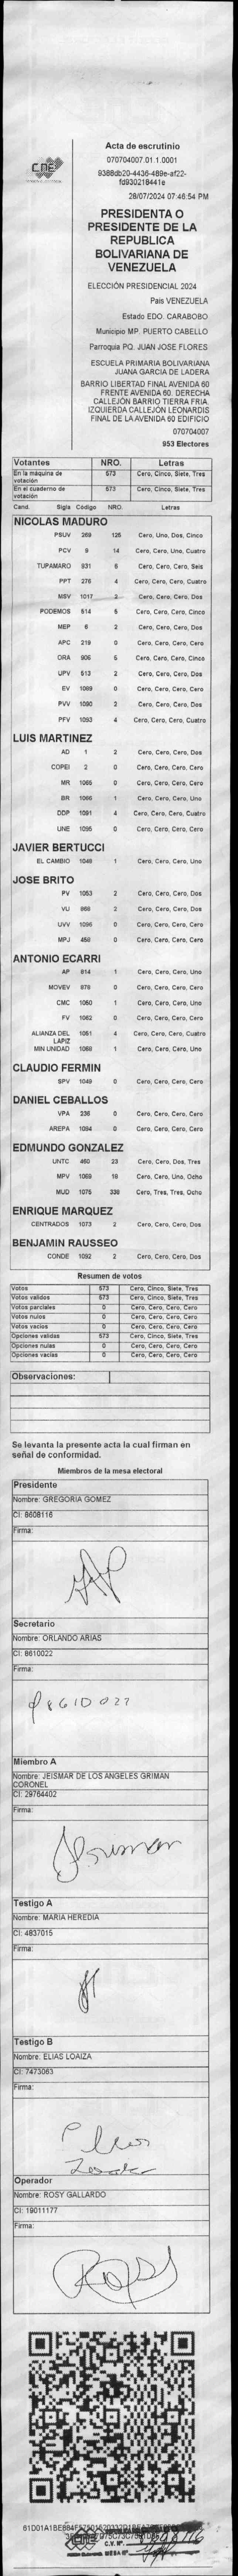 CNE
Acta de escrutinio
070704007.01.1.0001
9388db20-4436-489e-af22-
fd930218441e
28/07/2024 07:46:54 PM
PRESIDENTA O
PRESIDENTE DE LA
REPUBLICA
BOLIVARIANA DE
VENEZUELA
ELECCIÓN PRESIDENCIAL 2024
País VENEZUELA
Estado EDO. CARABOBO
Municipio MP. PUERTO CABELLO
Parroquia PQ. JUAN JOSE FLORES
ESCUELA PRIMARIA BOLIVARIANA
JUANA GARCIA DE LADERA
BARRIO LIBERTAD FINAL AVENIDA 60
FRENTE AVENIDA 60. DERECHA
CALLEJÓN BARRIO TIERRA FRIA.
IZQUIERDA CALLEJÓN LEONARDIS
FINAL DE LA AVENIDA 60 EDIFICIO
070704007
953 Electores
Votantes NRO. Letras
En la máquina de votación 573 Cero, Cinco, Siete, Tres
En el cuaderno de votación 573 Cero, Cinco, Siete, Tres
Cand. Sigla Código NRO. Letras
NICOLAS MADURO
PSUV 269 125 Cero, Uno, Dos, Cinco
PCV 9 14 Cero, Cero, Uno, Cuatro
TUPAMARO 931 6 Cero, Cero, Cero, Seis
PPT 276 4 Cero, Cero, Cero, Cuatro
MSV 1017 2 Cero, Cero, Cero, Dos
PODEMOS 514 5 Cero, Cero, Cero, Cinco
MEP 6 2 Cero, Cero, Cero, Dos
APC 219 0 Cero, Cero, Cero, Cero
ORA 906 5 Cero, Cero, Cero, Cinco
UPV 513 2 Cero, Cero, Cero, Dos
EV 1089 0 Cero, Cero, Cero, Cero
PVV 1090 2 Cero, Cero, Cero, Dos
PFV 1093 4 Cero, Cero, Cero, Cuatro
LUIS MARTINEZ
AD 1 2 Cero, Cero, Cero, Dos
COPEI 2 0 Cero, Cero, Cero, Cero
MR 1065 0 Cero, Cero, Cero, Cero
BR 1066 1 Cero, Cero, Cero, Uno
DDP 1091 4 Cero, Cero, Cero, Cuatro
UNE 1095 0 Cero, Cero, Cero, Cero
JAVIER BERTUCCI
EL CAMBIO 1048 1 Cero, Cero, Cero, Uno
JOSE BRITO
PV 1053 2 Cero, Cero, Cero, Dos
VU 868 2 Cero, Cero, Cero, Dos
UVV 1096 0 Cero, Cero, Cero, Cero
MPJ 458 0 Cero, Cero, Cero, Cero
ANTONIO ECARRI
AP 814 1 Cero, Cero, Cero, Uno
MOVEV 878 0 Cero, Cero, Cero, Cero
CMC 1060 1 Cero, Cero, Cero, Uno
FV 1062 0 Cero, Cero, Cero, Cero
ALIANZA DEL LAPIZ 1061 4 Cero, Cero, Cero, Cuatro
MIN UNIDAD 1068 1 Cero, Cero, Cero, Uno
CLAUDIO FERMIN
SPV 1049 0 Cero, Cero, Cero, Cero
DANIEL CEBALLOS
VPA 236 0 Cero, Cero, Cero, Cero
AREPA 1094 0 Cero, Cero, Cero, Cero
EDMUNDO GONZALEZ
UNTC 460 23 Cero, Cero, Dos, Tres
MPV 1069 18 Cero, Cero, Uno, Ocho
MUD 1075 338 Cero, Tres, Tres, Ocho
ENRIQUE MARQUEZ
CENTRADOS 1073 2 Cero, Cero, Cero, Dos
BENJAMIN RAUSSEO
CONDE 1092 2 Cero, Cero, Cero, Dos
Resumen de votos
Votos 573 Cero, Cinco, Siete, Tres
Votos validos 573 Cero, Cinco, Siete, Tres
Votos parciales 0 Cero, Cero, Cero, Cero
Votos nulos 0 Cero, Cero, Cero, Cero
Votos vacíos 0 Cero, Cero, Cero, Cero
Opciones validas 573 Cero, Cinco, Siete, Tres
Opciones nulas 0 Cero, Cero, Cero, Cero
Opciones vacías 0 Cero, Cero, Cero, Cero
Observaciones:
Se levanta la presente acta la cual firman en
señal de conformidad.
Miembros de la mesa electoral
Presidente
Nombre: GREGORIA GOMEZ
CI: 8608116
Firma:
Secretario
Nombre: ORLANDO ARIAS
CI: 8610022
Firma:
8610022
Miembro A
Nombre: JEISMAR DE LOS ANGELES GRIMAN
CORONEL
CI: 29764402
Firma:
Testigo A
Nombre: MARIA HEREDIA
CI: 4837015
Firma:
Testigo B
Nombre: ELIAS LOAIZA
CI: 7473063
Firma:
Elias
Loaiza
Operador
Nombre: ROSY GALLARDO
CI: 19011177
Firma:
CNE
C.V. Nº
MESA Nº